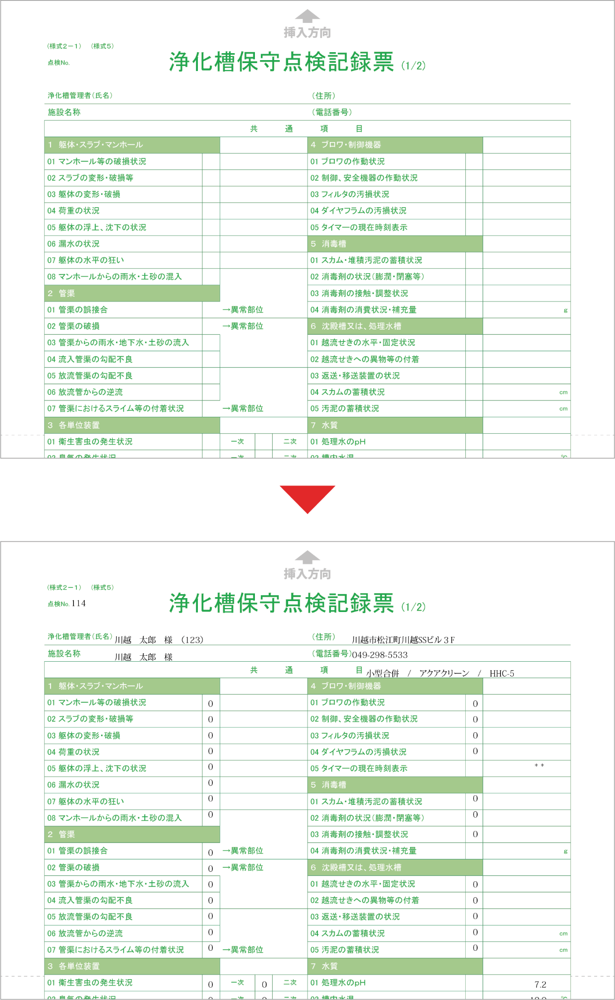 挿入方向
（様式２－１）　（様式５）
点検No.
浄化槽保守点検記録票（1/2）
浄化槽管理者（氏名）　（住所）
施設名称　（電話番号）
共　通　項　目
1　躯体・スラブ・マンホール　4　ブロワ・制御機器
01 マンホール等の破損状況　01 ブロワの作動状況
02 スラブの変形・破損等　02 制御、安全機器の作動状況
03 躯体の変形・破損　03 フィルタの汚損状況
04 荷重の状況　04 ダイヤフラムの汚損状況
05 躯体の浮上、沈下の状況　05 タイマーの現在時刻表示
06 漏水の状況　5　消毒槽
07 躯体の水平の狂い　01 スカム・堆積汚泥の蓄積状況
08 マンホールからの雨水・土砂の混入　02 消毒剤の状況（膨潤・閉塞等）
2　管渠　03 消毒剤の接触・調整状況
01 管渠の誤接合　→異常部位　04 消毒剤の消費状況・補充量　g
02 管渠の破損　→異常部位　6　沈殿槽又は、処理水槽
03 管渠からの雨水・地下水・土砂の流入　01 越流せきの水平・固定状況
04 流入管渠の勾配不良　02 越流せきへの異物等の付着
05 放流管渠の勾配不良　03 返送・移送装置の状況
06 放流管からの逆流　04 スカムの蓄積状況　cm
07 管渠におけるスライム等の付着状況　→異常部位　05 汚泥の蓄積状況　cm
3　各単位装置　7　水質
01 衛生害虫の発生状況　一次　二次　01 処理水のpH
02 臭気の発生状況　一次　二次　02 槽内水温　℃
挿入方向
（様式２－１）　（様式５）
点検No. 114
浄化槽保守点検記録票（1/2）
浄化槽管理者（氏名）川越　太郎　様　（123）　（住所）　川越市松江町川越SSビル３F
施設名称　川越　太郎　様　（電話番号）049-298-5533
共　通　項　目　小型合併　/　アクアクリーン　/　HHC-5
1　躯体・スラブ・マンホール　4　ブロワ・制御機器
01 マンホール等の破損状況　0　01 ブロワの作動状況　0
02 スラブの変形・破損等　0　02 制御、安全機器の作動状況　0
03 躯体の変形・破損　0　03 フィルタの汚損状況　0
04 荷重の状況　0　04 ダイヤフラムの汚損状況　0
05 躯体の浮上、沈下の状況　0　05 タイマーの現在時刻表示　* *
06 漏水の状況　0　5　消毒槽
07 躯体の水平の狂い　0　01 スカム・堆積汚泥の蓄積状況　0
08 マンホールからの雨水・土砂の混入　0　02 消毒剤の状況（膨潤・閉塞等）　0
2　管渠　03 消毒剤の接触・調整状況　0
01 管渠の誤接合　0　→異常部位　04 消毒剤の消費状況・補充量　g
02 管渠の破損　0　→異常部位　6　沈殿槽又は、処理水槽
03 管渠からの雨水・地下水・土砂の流入　0　01 越流せきの水平・固定状況　0
04 流入管渠の勾配不良　0　02 越流せきへの異物等の付着　0
05 放流管渠の勾配不良　0　03 返送・移送装置の状況　0
06 放流管からの逆流　0　04 スカムの蓄積状況　0　cm
07 管渠におけるスライム等の付着状況　0　→異常部位　05 汚泥の蓄積状況　0　cm
3　各単位装置　7　水質
01 衛生害虫の発生状況　0　一次　0　二次　01 処理水のpH　7.2
02 臭気の発生状況　0　一次　0　二次　02 槽内水温　℃